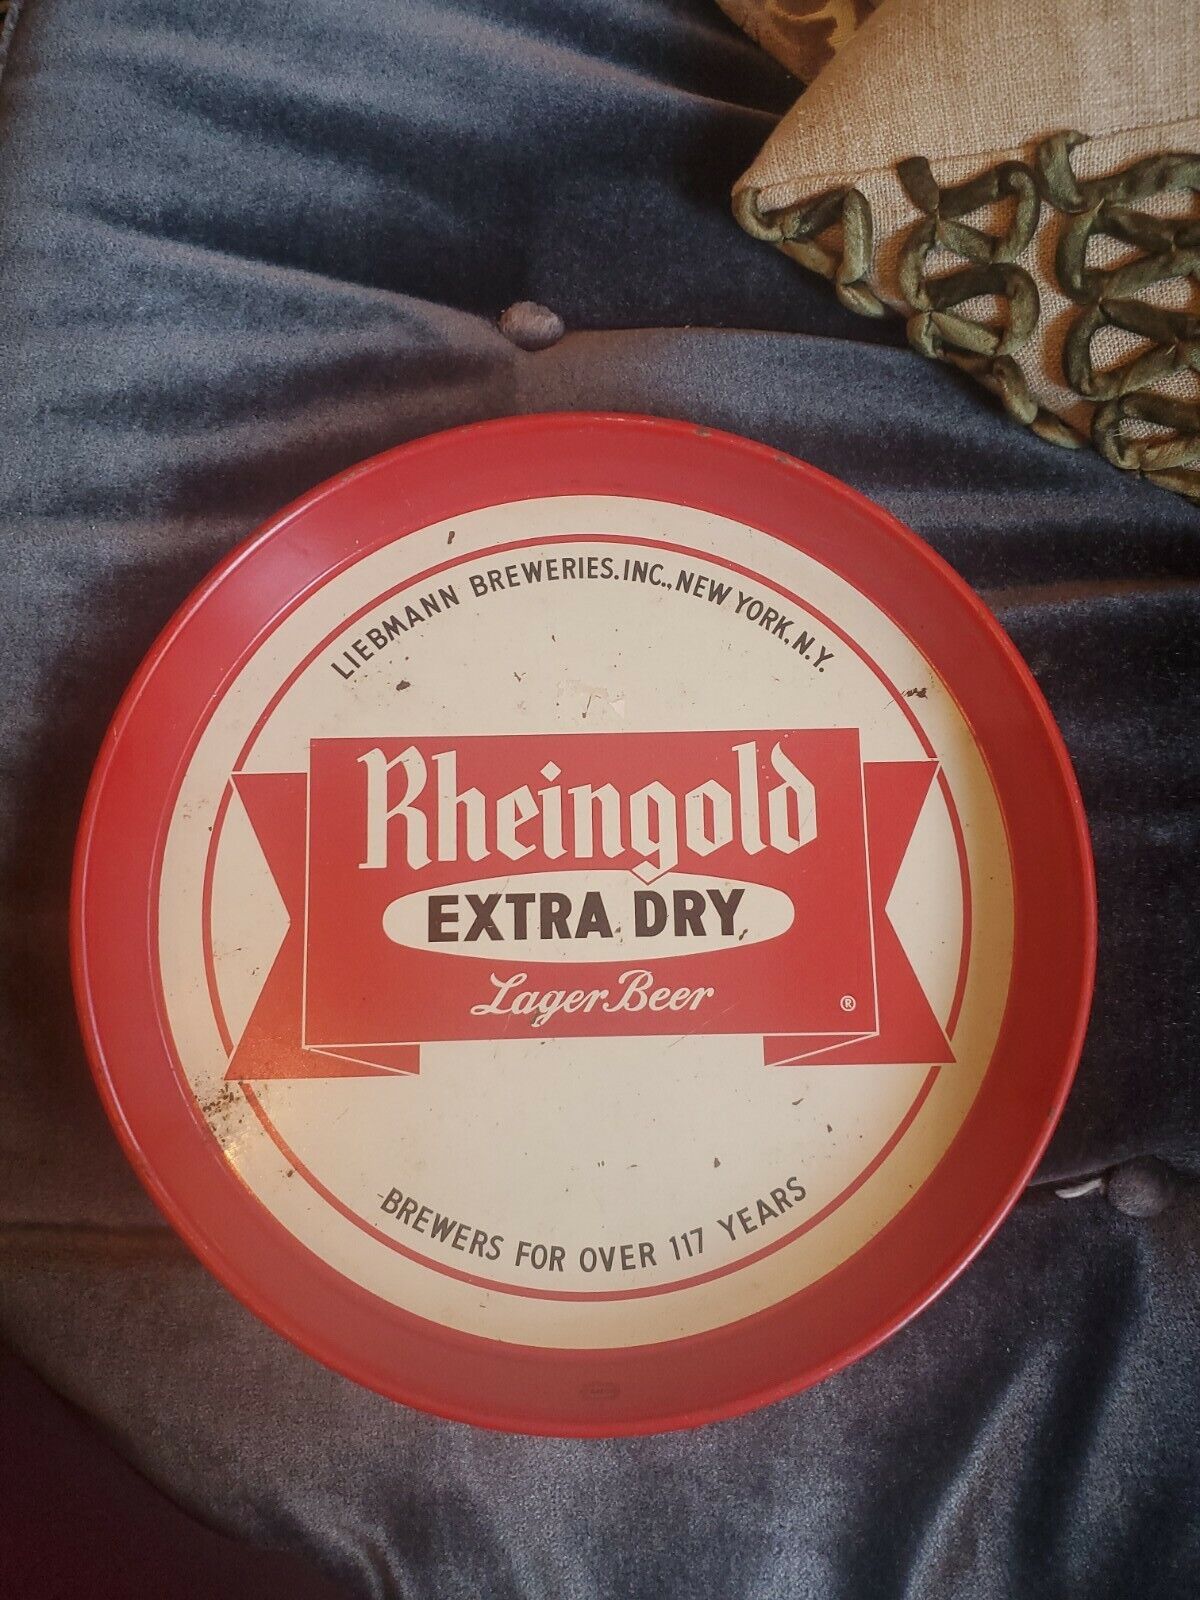 LIEBMANN BREWERIES. INC., NEW YORK, N.Y.
Rheingold
EXTRA DRY
Lager Beer
®
BREWERS FOR OVER 117 YEARS